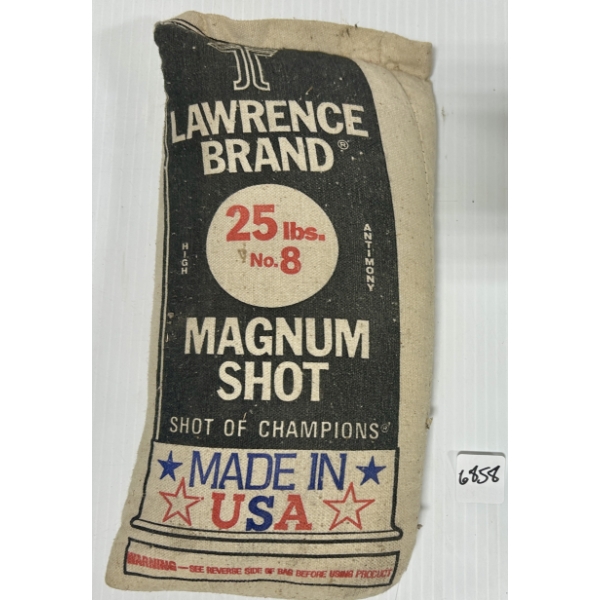 LAWRENCE
BRAND®
25 lbs.
No. 8
HIGH
ANTIMONY
MAGNUM
SHOT
SHOT OF CHAMPIONS®
MADE IN
USA
WARNING — SEE REVERSE SIDE OF BAG BEFORE USING PRODUCT
6858